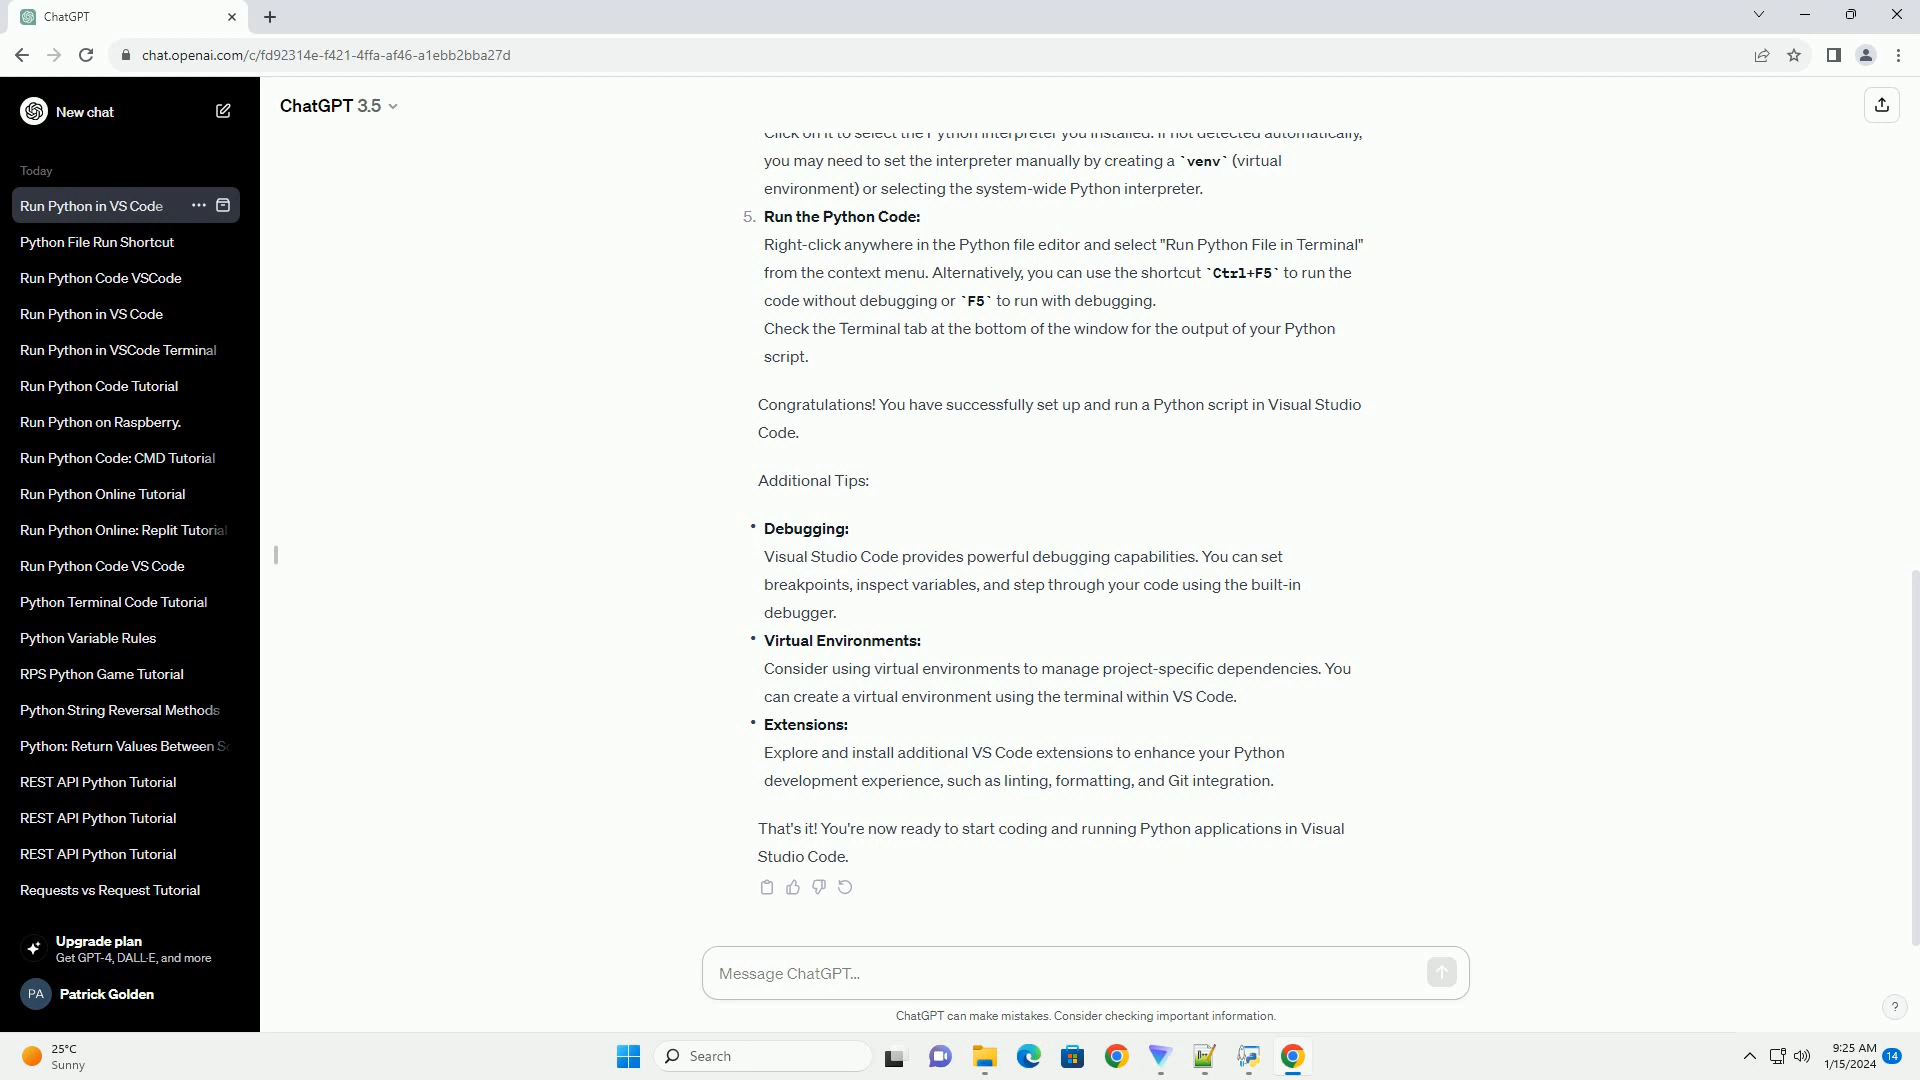 ChatGPT
chat.openai.com/c/fd92314e-f421-4ffa-af46-a1ebb2bba27d
New chat
Today
Run Python in VS Code
Python File Run Shortcut
Run Python Code VSCode
Run Python in VS Code
Run Python in VSCode Terminal
Run Python Code Tutorial
Run Python on Raspberry.
Run Python Code: CMD Tutorial
Run Python Online Tutorial
Run Python Online: Replit Tutorial
Run Python Code VS Code
Python Terminal Code Tutorial
Python Variable Rules
RPS Python Game Tutorial
Python String Reversal Methods
Python: Return Values Between Sc
REST API Python Tutorial
REST API Python Tutorial
REST API Python Tutorial
Requests vs Request Tutorial
Upgrade plan
Get GPT-4, DALL·E, and more
PA Patrick Golden
ChatGPT 3.5
Click on it to select the Python interpreter you installed. If not detected automatically,
you may need to set the interpreter manually by creating a `venv` (virtual
environment) or selecting the system-wide Python interpreter.
5. Run the Python Code:
Right-click anywhere in the Python file editor and select "Run Python File in Terminal"
from the context menu. Alternatively, you can use the shortcut `Ctrl+F5` to run the
code without debugging or `F5` to run with debugging.
Check the Terminal tab at the bottom of the window for the output of your Python
script.
Congratulations! You have successfully set up and run a Python script in Visual Studio
Code.
Additional Tips:
• Debugging:
Visual Studio Code provides powerful debugging capabilities. You can set
breakpoints, inspect variables, and step through your code using the built-in
debugger.
• Virtual Environments:
Consider using virtual environments to manage project-specific dependencies. You
can create a virtual environment using the terminal within VS Code.
• Extensions:
Explore and install additional VS Code extensions to enhance your Python
development experience, such as linting, formatting, and Git integration.
That's it! You're now ready to start coding and running Python applications in Visual
Studio Code.
Message ChatGPT...
ChatGPT can make mistakes. Consider checking important information.
?
25°C
Sunny
Search
9:25 AM
1/15/2024
14